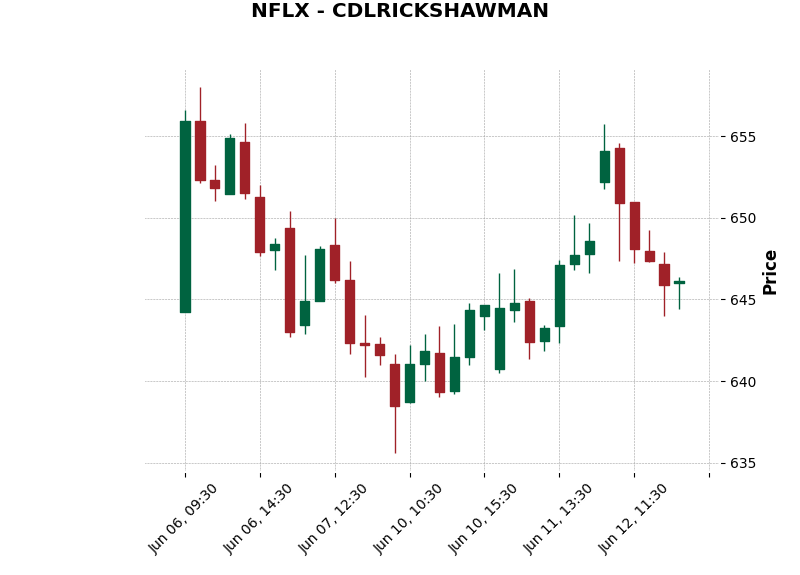 NFLX - CDLRICKSHAWMAN
655
650
645
640
635
Price
Jun 06, 09:30
Jun 06, 14:30
Jun 07, 12:30
Jun 10, 10:30
Jun 10, 15:30
Jun 11, 13:30
Jun 12, 11:30